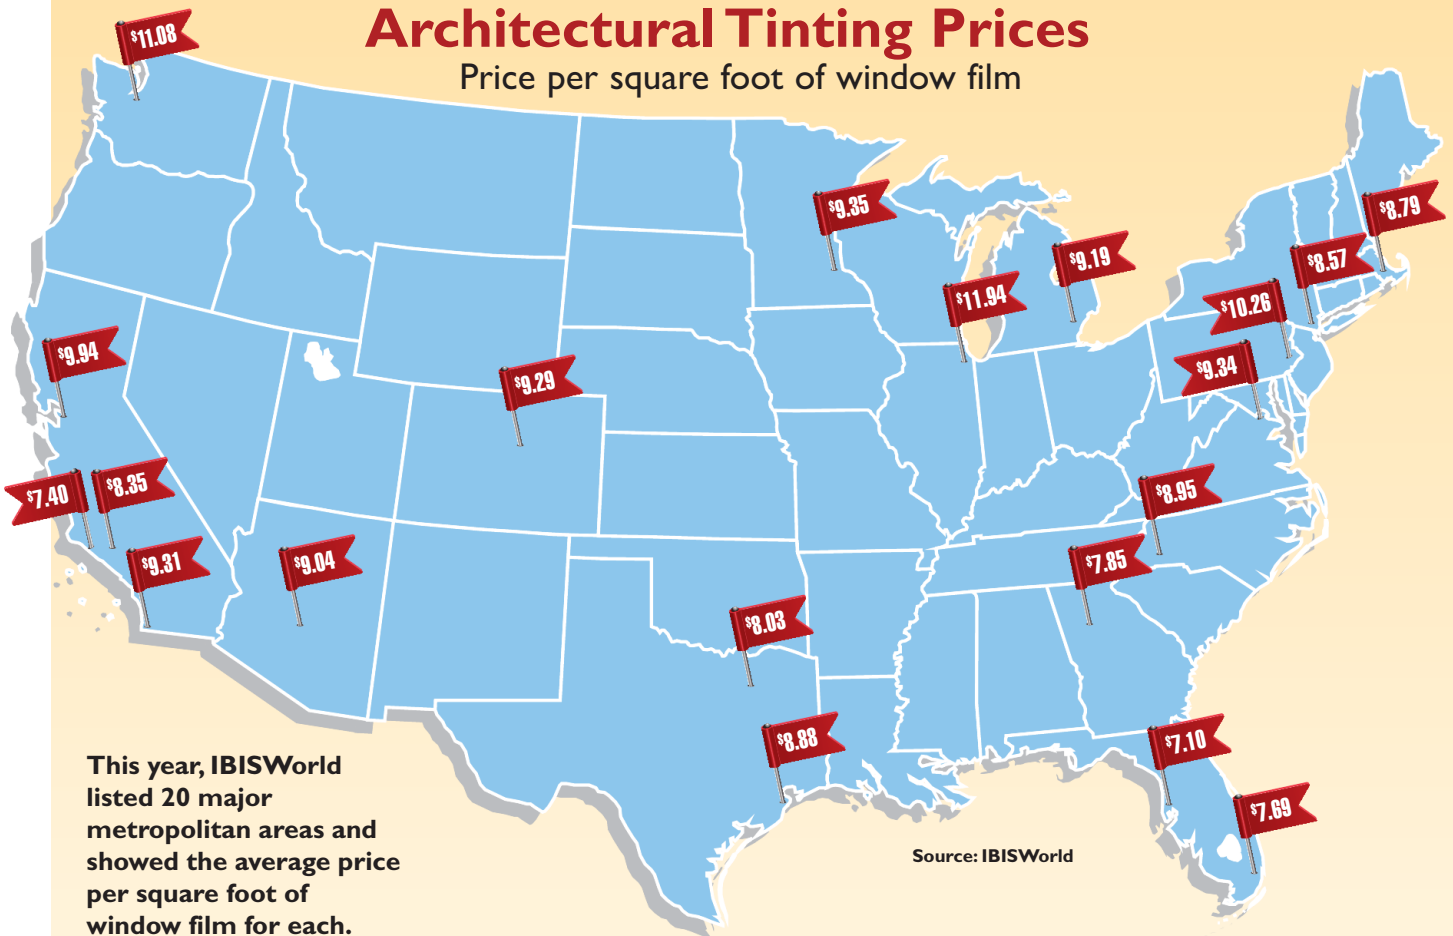 Architectural Tinting Prices
Price per square foot of window film
$11.08
$9.35
$8.79
$9.19
$8.57
$11.94
$10.26
$9.94
$9.34
$9.29
$7.40
$8.35
$8.95
$9.31
$9.04
$7.85
$8.03
$8.88
$7.10
$7.69
This year, IBISWorld
listed 20 major
metropolitan areas and
showed the average price
per square foot of
window film for each.
Source: IBISWorld